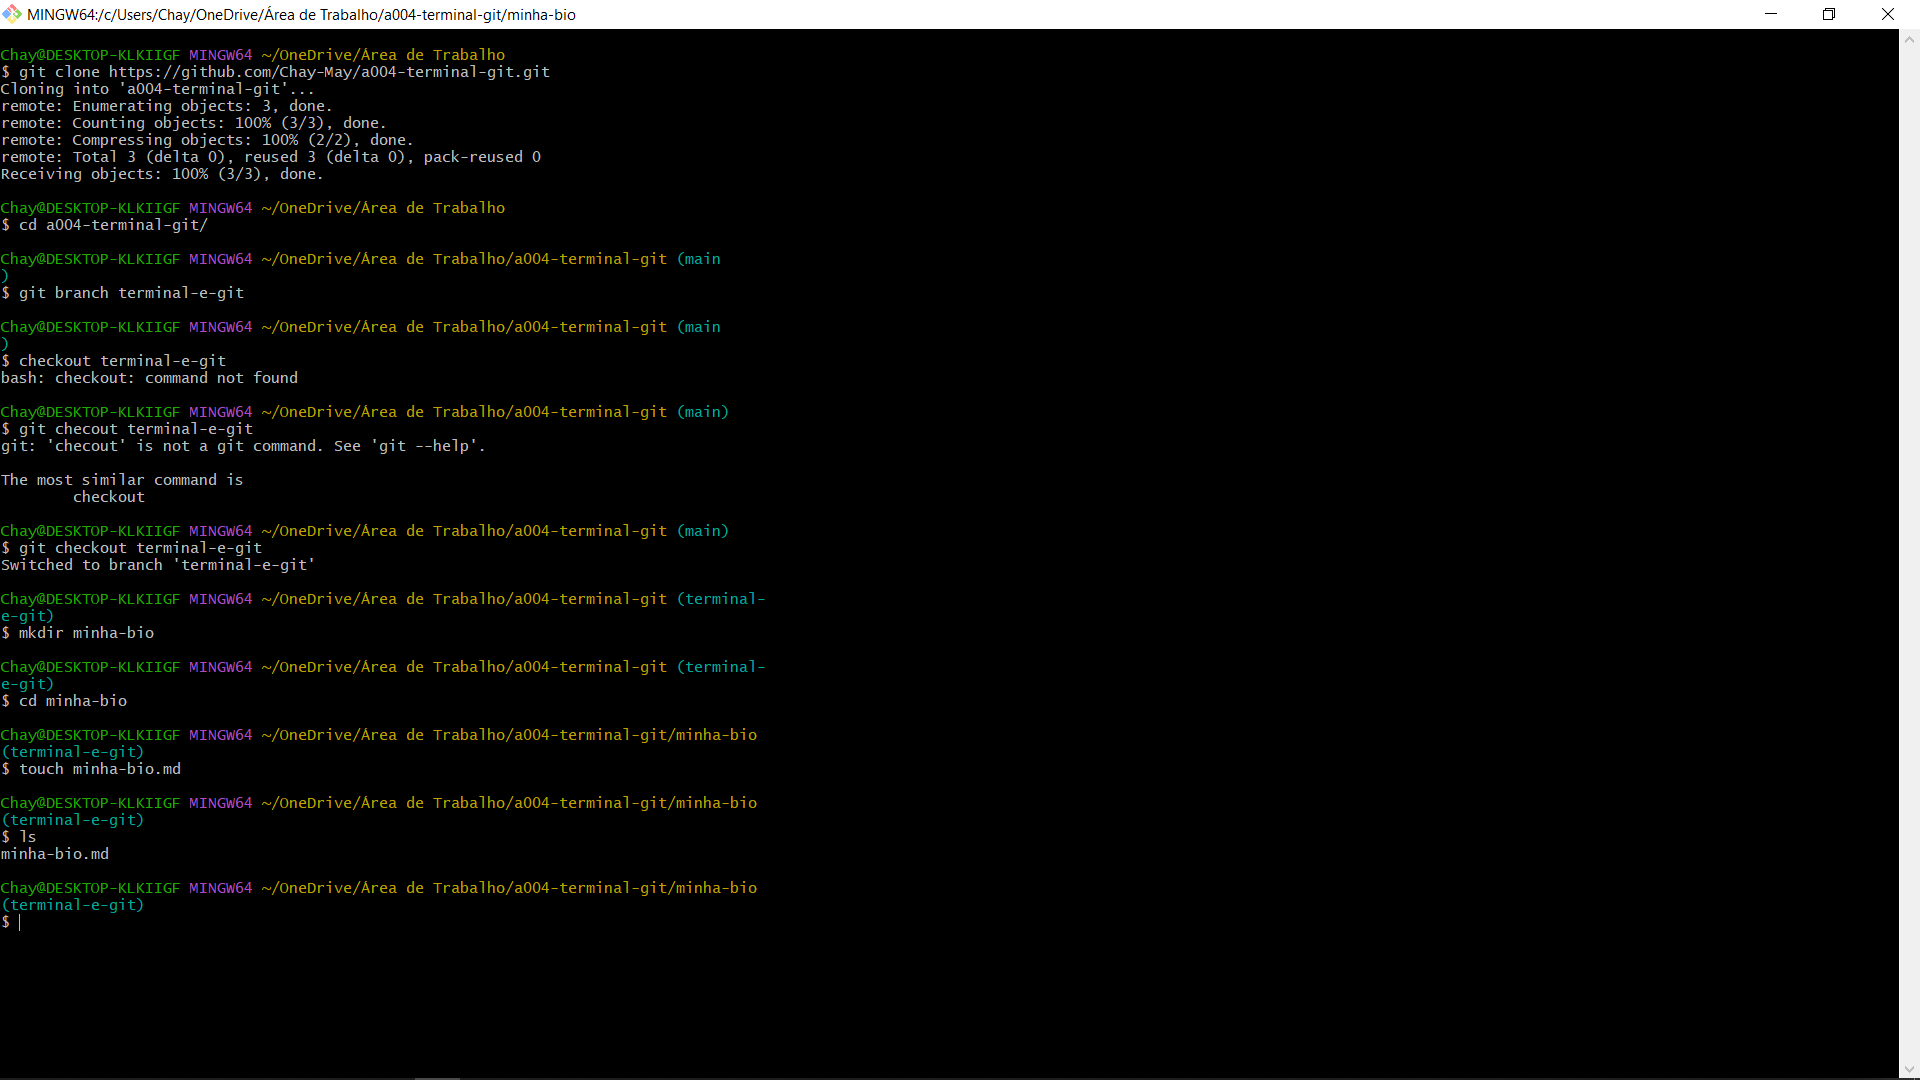 MINGW64:/c/Users/Chay/OneDrive/Área de Trabalho/a004-terminal-git/minha-bio
Chay@DESKTOP-KLKIIGF MINGW64 ~/OneDrive/Área de Trabalho
$ git clone https://github.com/Chay-May/a004-terminal-git.git
Cloning into 'a004-terminal-git'...
remote: Enumerating objects: 3, done.
remote: Counting objects: 100% (3/3), done.
remote: Compressing objects: 100% (2/2), done.
remote: Total 3 (delta 0), reused 3 (delta 0), pack-reused 0
Receiving objects: 100% (3/3), done.
Chay@DESKTOP-KLKIIGF MINGW64 ~/OneDrive/Área de Trabalho
$ cd a004-terminal-git/
Chay@DESKTOP-KLKIIGF MINGW64 ~/OneDrive/Área de Trabalho/a004-terminal-git (main
)
$ git branch terminal-e-git
Chay@DESKTOP-KLKIIGF MINGW64 ~/OneDrive/Área de Trabalho/a004-terminal-git (main
)
$ checkout terminal-e-git
bash: checkout: command not found
Chay@DESKTOP-KLKIIGF MINGW64 ~/OneDrive/Área de Trabalho/a004-terminal-git (main)
$ git checout terminal-e-git
git: 'checout' is not a git command. See 'git --help'.
The most similar command is
checkout
Chay@DESKTOP-KLKIIGF MINGW64 ~/OneDrive/Área de Trabalho/a004-terminal-git (main)
$ git checkout terminal-e-git
Switched to branch 'terminal-e-git'
Chay@DESKTOP-KLKIIGF MINGW64 ~/OneDrive/Área de Trabalho/a004-terminal-git (terminal-
e-git)
$ mkdir minha-bio
Chay@DESKTOP-KLKIIGF MINGW64 ~/OneDrive/Área de Trabalho/a004-terminal-git (terminal-
e-git)
$ cd minha-bio
Chay@DESKTOP-KLKIIGF MINGW64 ~/OneDrive/Área de Trabalho/a004-terminal-git/minha-bio
(terminal-e-git)
$ touch minha-bio.md
Chay@DESKTOP-KLKIIGF MINGW64 ~/OneDrive/Área de Trabalho/a004-terminal-git/minha-bio
(terminal-e-git)
$ ls
minha-bio.md
Chay@DESKTOP-KLKIIGF MINGW64 ~/OneDrive/Área de Trabalho/a004-terminal-git/minha-bio
(terminal-e-git)
$